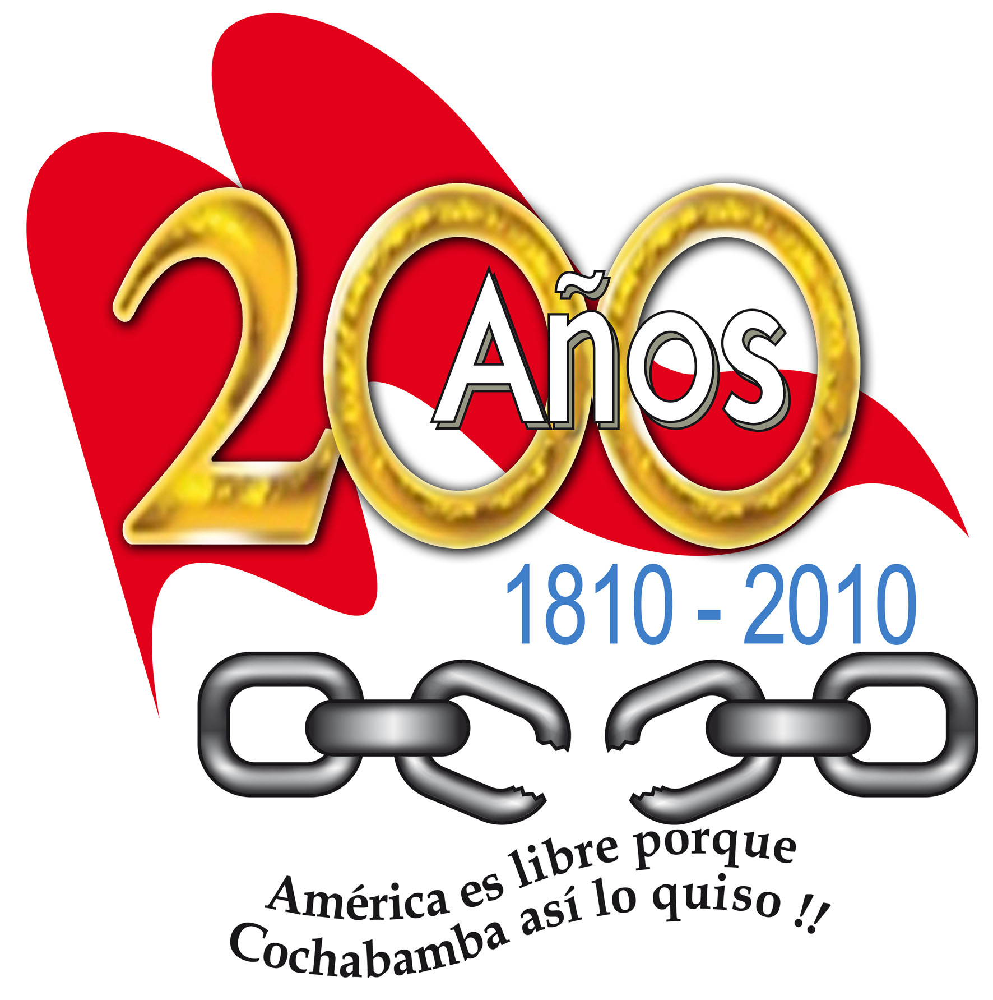 200
Años
1810 - 2010
América es libre porque
Cochabamba así lo quiso !!